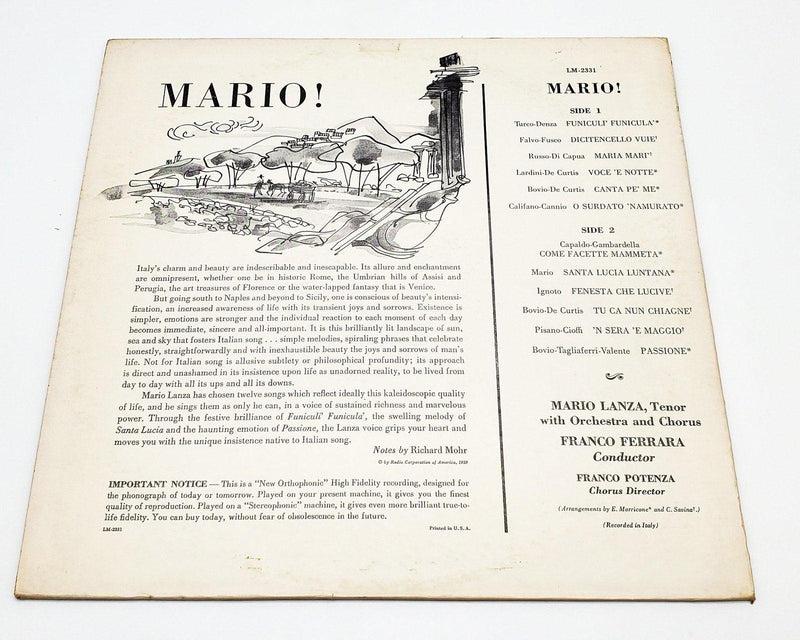 MARIO!
Italy's charm and beauty are indescribable and inescapable. Its allure and enchantment
are omnipresent, whether one be in historic Rome, the Umbrian hills of Assisi and
Perugia, the art treasures of Florence or the water-lapped fantasy that is Venice.
But going south to Naples and beyond to Sicily, one is conscious of beauty's intensi-
fication, an increased awareness of life with its transient joys and sorrows. Existence is
simpler, emotions are stronger and the individual reaction to each moment of each day
becomes immediate, sincere and all-important. It is this brilliantly lit landscape of sun,
sea and sky that fosters Italian song . . . simple melodies, spiraling phrases that celebrate
honestly, straightforwardly and with inexhaustible beauty the joys and sorrows of man's
life. Not for Italian song is allusive subtlety or philosophical profundity; its approach
is direct and unashamed in its insistence upon life as unadorned reality, to be lived from
day to day with all its ups and all its downs.
Mario Lanza has chosen twelve songs which reflect ideally this kaleidoscopic quality
of life, and he sings them as only he can, in a voice of sustained richness and marvelous
power. Through the festive brilliance of Funiculi' Funicula', the swelling melody of
Santa Lucia and the haunting emotion of Passione, the Lanza voice grips your heart and
moves you with the unique insistence native to Italian song.
Notes by Richard Mohr
© by Radio Corporation of America, 1959
IMPORTANT NOTICE — This is a "New Orthophonic" High Fidelity recording, designed for
the phonograph of today or tomorrow. Played on your present machine, it gives you the finest
quality of reproduction. Played on a "Stereophonic" machine, it gives even more brilliant true-to-
life fidelity. You can buy today, without fear of obsolescence in the future.
LM-2331 Printed in U. S. A.
LM-2331
MARIO!
SIDE 1
Turco-Denza FUNICULI' FUNICULA'*
Falvo-Fusco DICITENCELLO VUIE†
Russo-Di Capua MARIA MARI'†
Lardini-De Curtis VOCE 'E NOTTE*
Bovio-De Curtis CANTA PE' ME*
Califano-Cannio O SURDATO 'NAMURATO*
SIDE 2
Capaldo-Gambardella
COME FACETTE MAMMETA*
Mario SANTA LUCIA LUNTANA*
Ignoto FENESTA CHE LUCIVE†
Bovio-De Curtis TU CA NUN CHIAGNE†
Pisano-Cioffi 'N SERA 'E MAGGIO†
Bovio-Tagliaferri-Valente PASSIONE*
MARIO LANZA, Tenor
with Orchestra and Chorus
FRANCO FERRARA
Conductor
FRANCO POTENZA
Chorus Director
(Arrangements by E. Morricone* and C. Savina†.)
(Recorded in Italy)